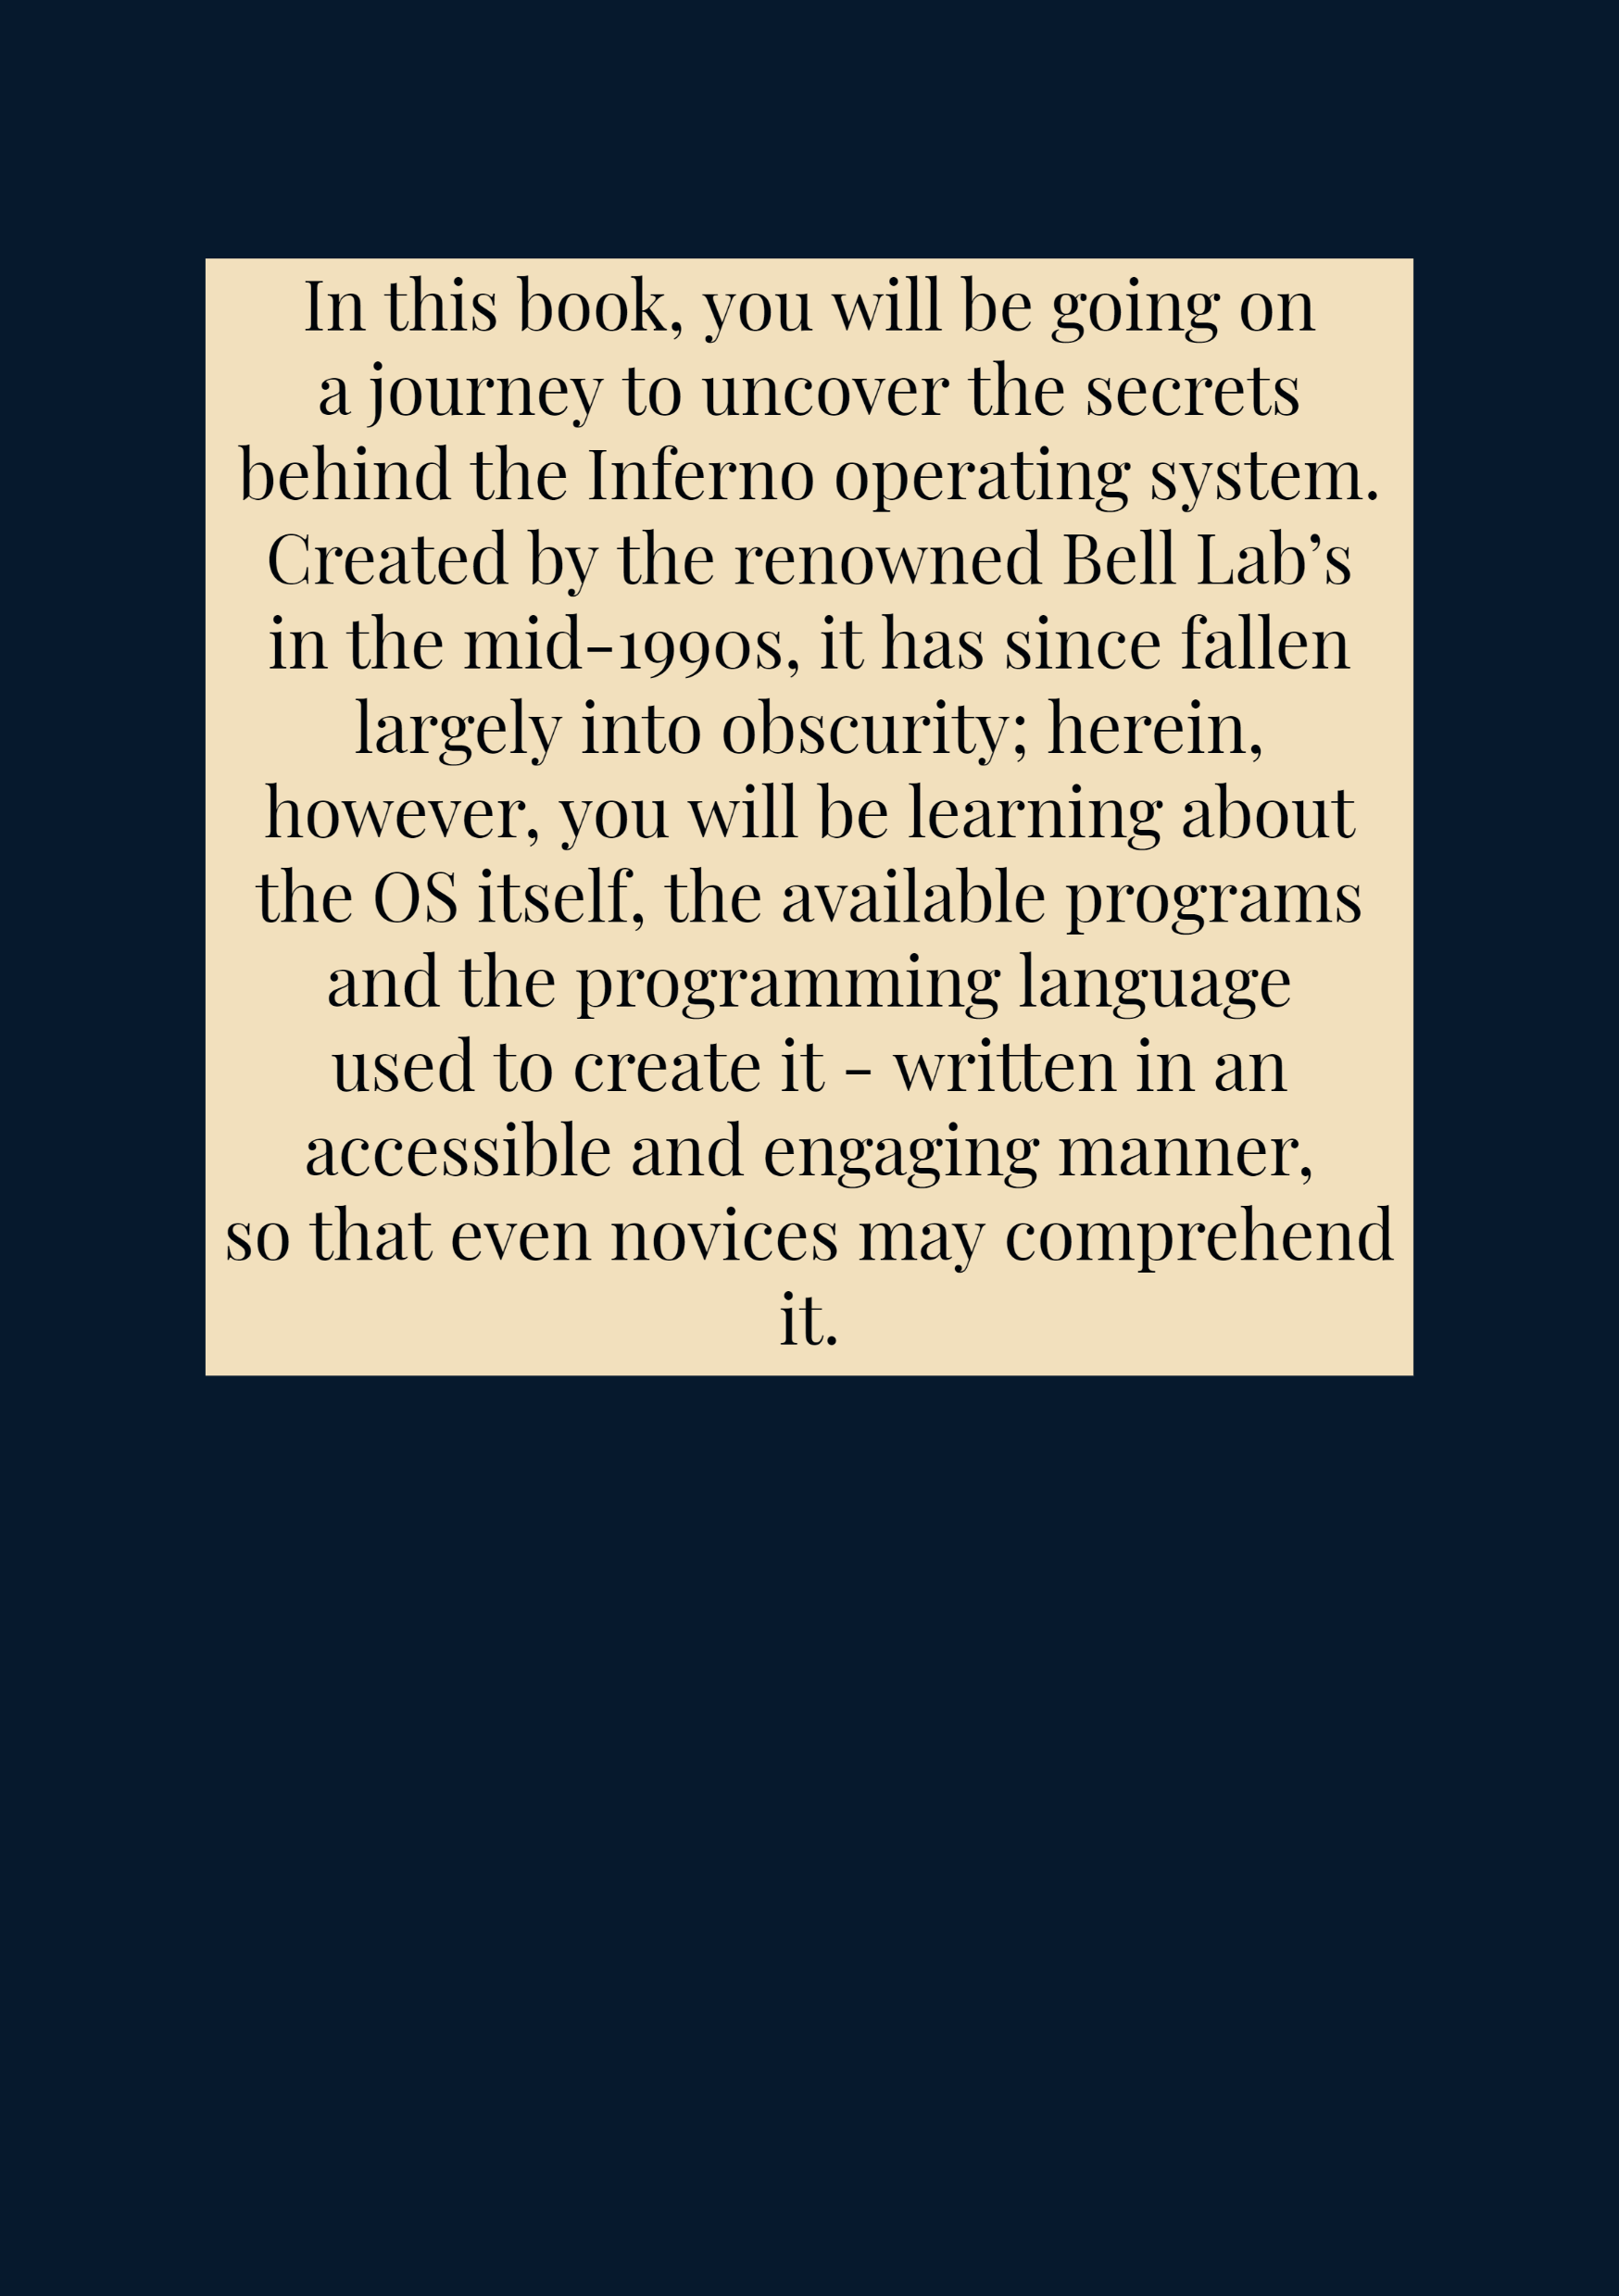 In this book, you will be going on
a journey to uncover the secrets
behind the Inferno operating system.
Created by the renowned Bell Lab’s
in the mid-1990s, it has since fallen
largely into obscurity; herein,
however, you will be learning about
the OS itself, the available programs
and the programming language
used to create it - written in an
accessible and engaging manner,
so that even novices may comprehend
it.